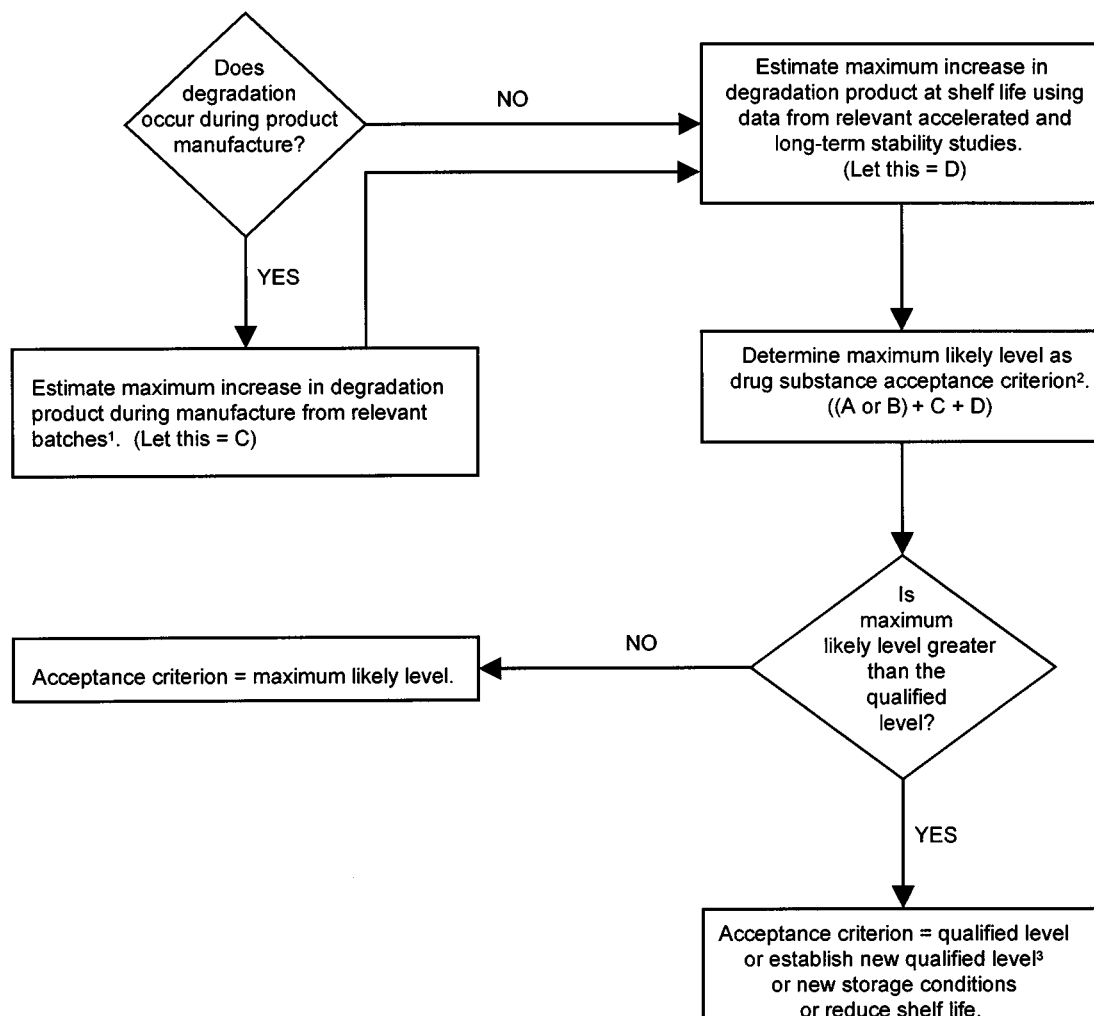 Does
degradation
occur during product
manufacture?
NO
Estimate maximum increase in
degradation product at shelf life using
data from relevant accelerated and
long-term stability studies.
(Let this = D)
YES
Estimate maximum increase in degradation
product during manufacture from relevant
batches¹. (Let this = C)
Determine maximum likely level as
drug substance acceptance criterion².
((A or B) + C + D)
Is
maximum
likely level greater
than the
qualified
level?
NO
Acceptance criterion = maximum likely level.
YES
Acceptance criterion = qualified level
or establish new qualified level³
or new storage conditions
or reduce shelf life.